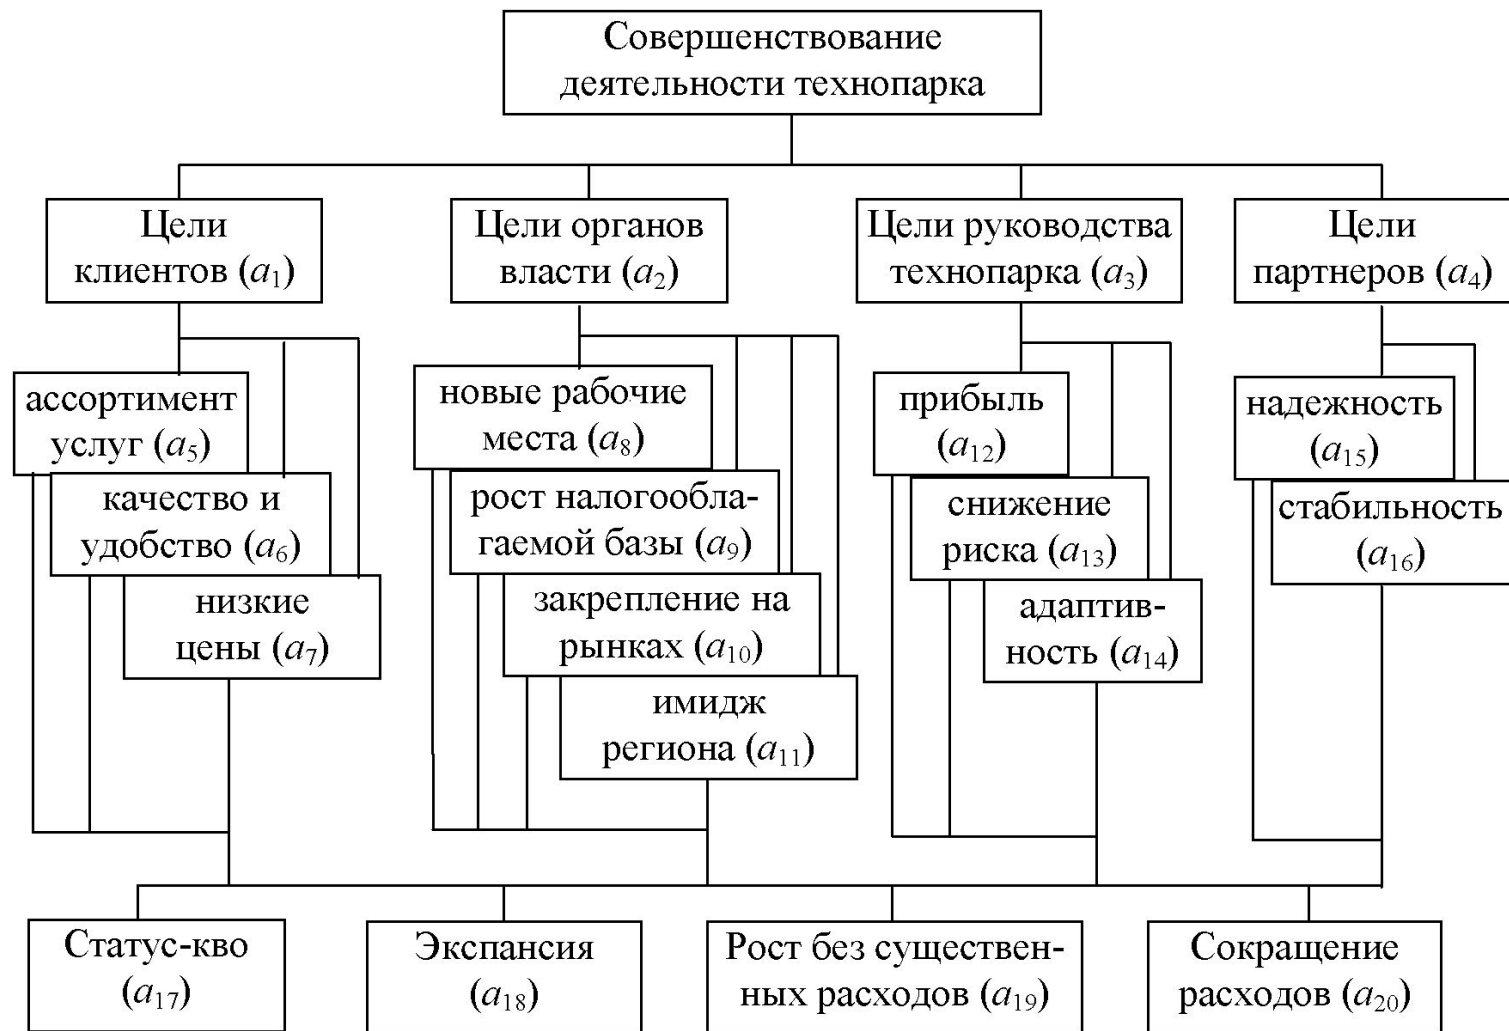 Совершенствование
деятельности технопарка
Цели
клиентов (a₁)
Цели органов
власти (a₂)
Цели руководства
технопарка (a₃)
Цели
партнеров (a₄)
ассортимент
услуг (a₅)
качество и
удобство (a₆)
низкие
цены (a₇)
новые рабочие
места (a₈)
рост налогообла-
гаемой базы (a₉)
закрепление на
рынках (a₁₀)
имидж
региона (a₁₁)
прибыль
(a₁₂)
снижение
риска (a₁₃)
адаптив-
ность (a₁₄)
надежность
(a₁₅)
стабильность
(a₁₆)
Статус-кво
(a₁₇)
Экспансия
(a₁₈)
Рост без существен-
ных расходов (a₁₉)
Сокращение
расходов (a₂₀)